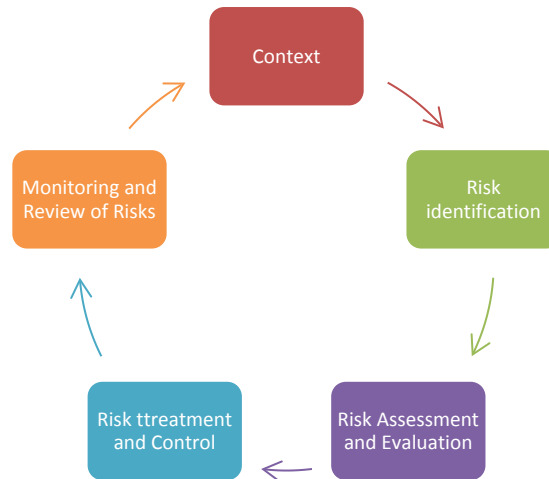 Context
Risk
identification
Risk Assessment
and Evaluation
Risk ttreatment
and Control
Monitoring and
Review of Risks